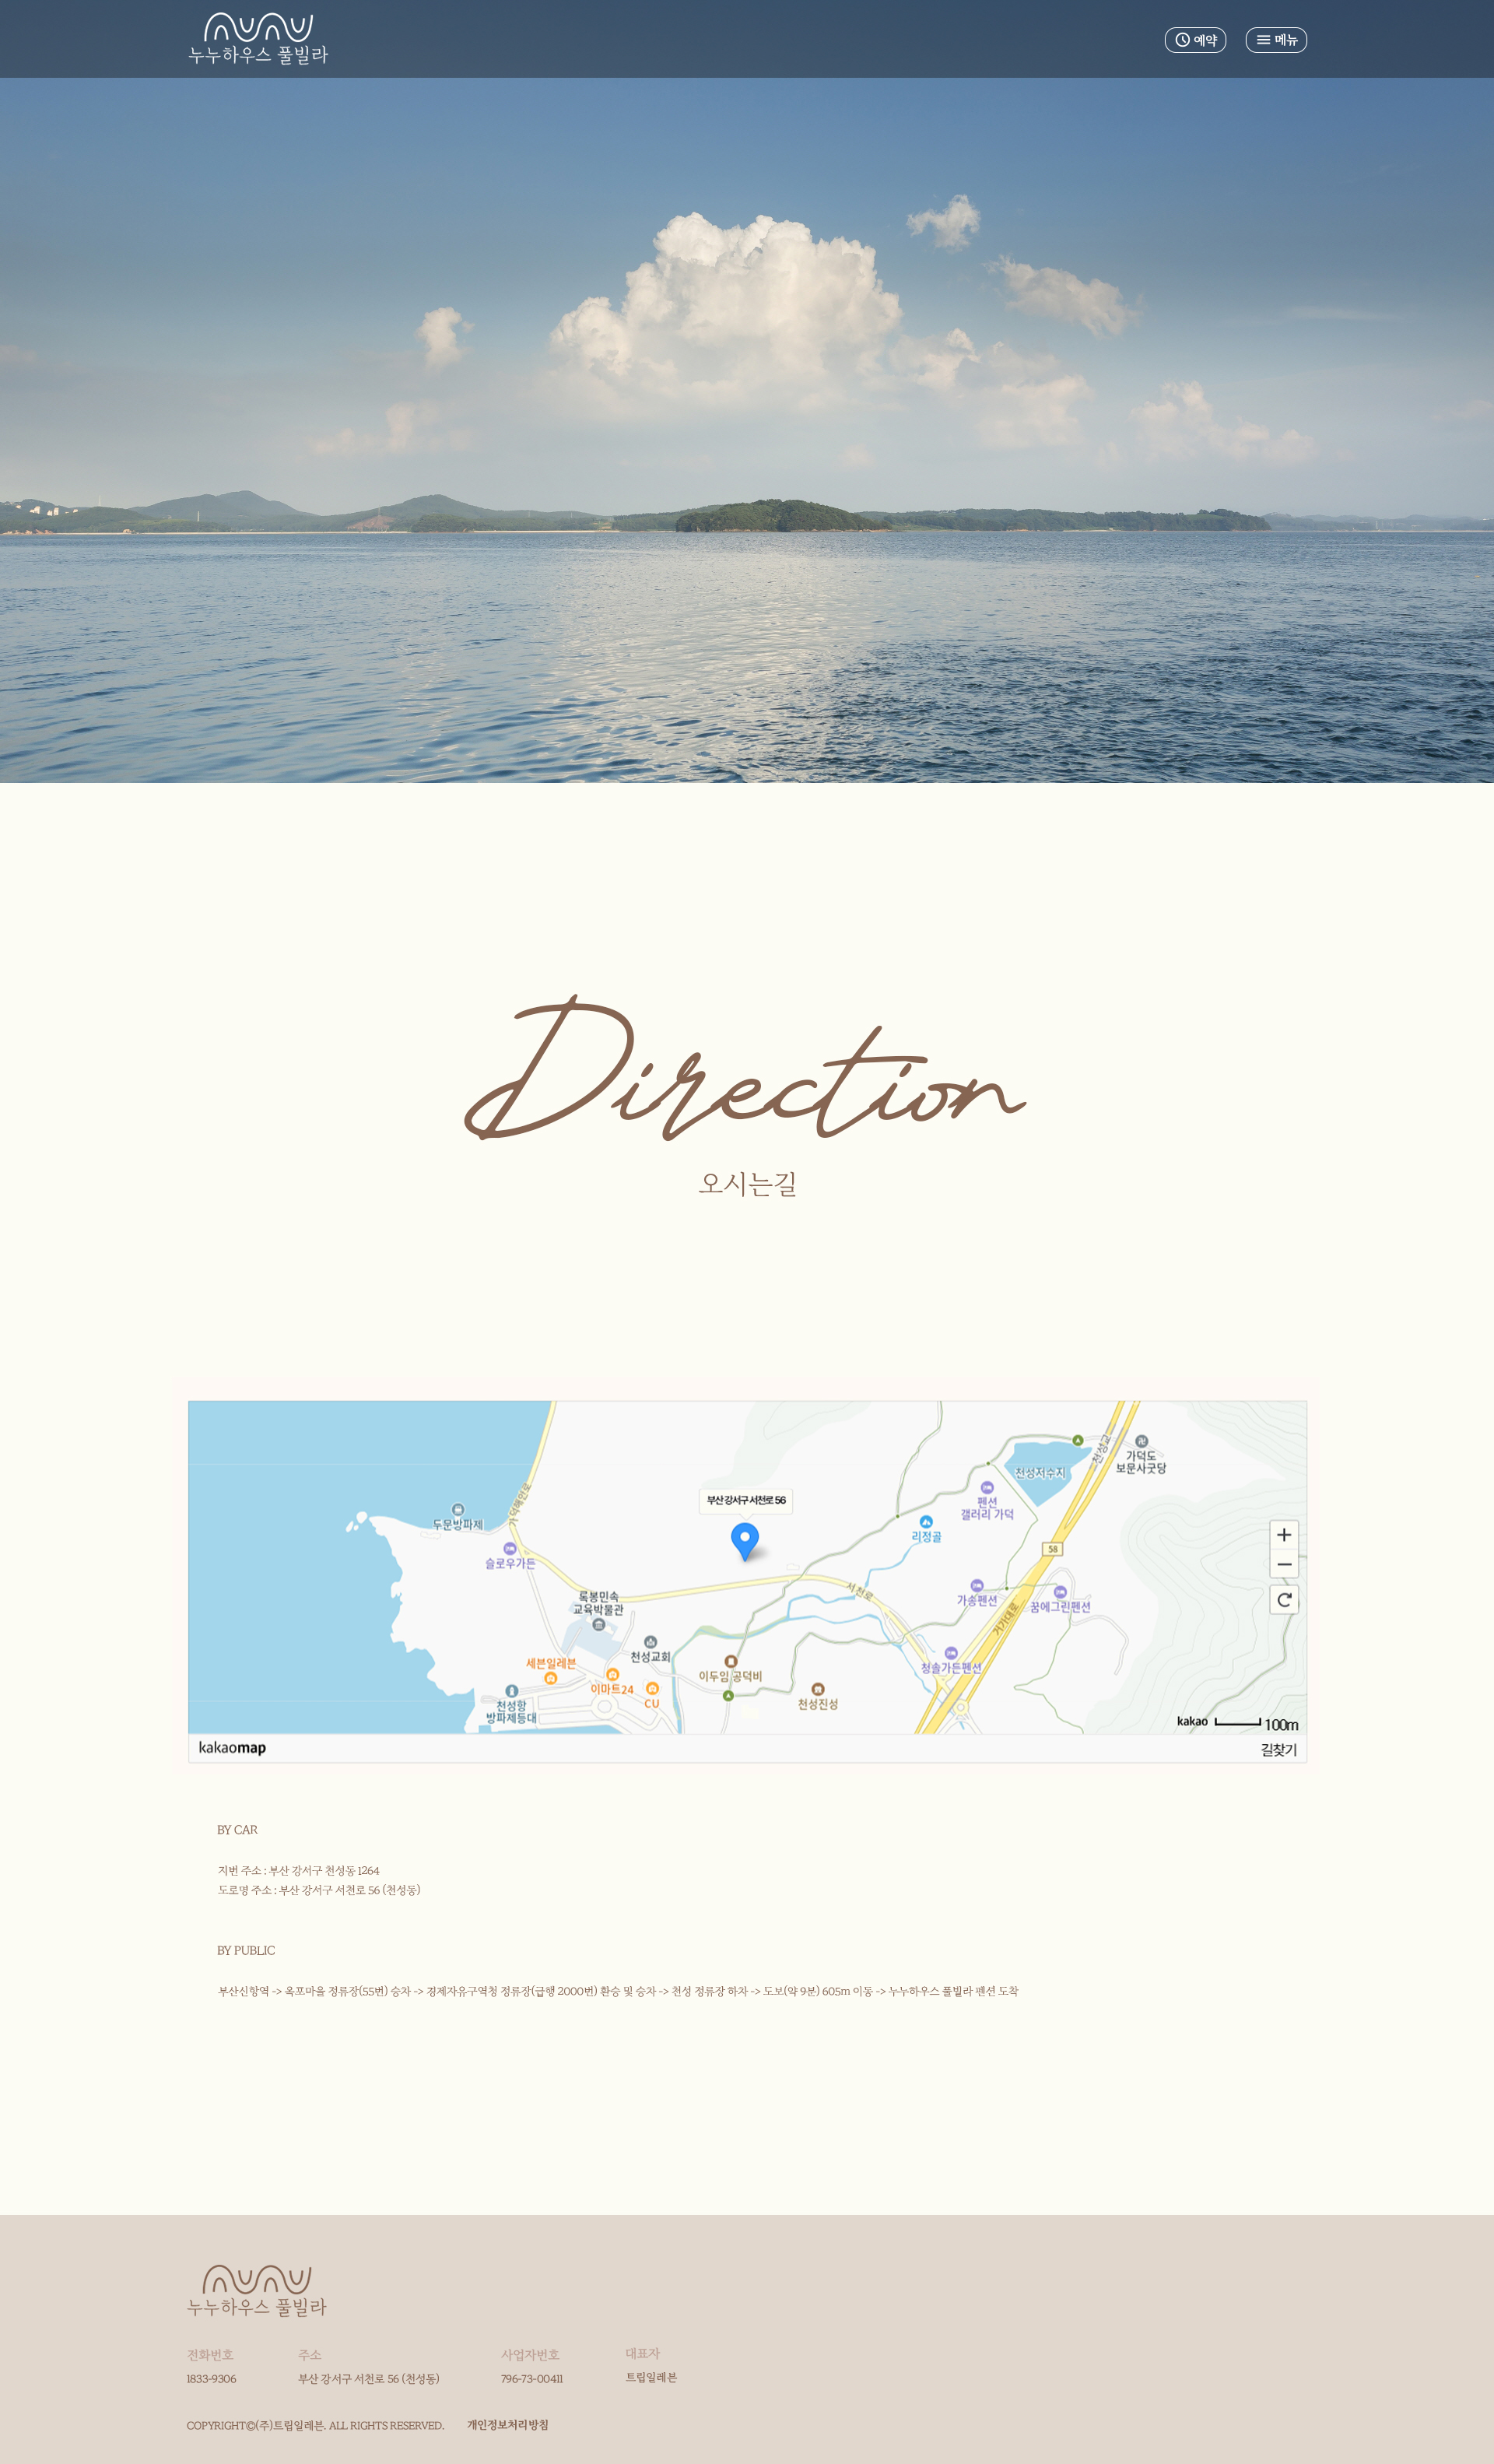 누누하우스 풀빌라
예약
메뉴
Direction
오시는길
천성교
가덕도
보문사굿당
천성저수지
펜션
갤러리 가덕
가덕해안로
부산 강서구 서천로 56
두문방파제
리정골
슬로우가든
58
록봉민속
교육박물관
서천로
가송펜션
꿈에그린펜션
거가대로
천성교회
세븐일레븐
이두임 공덕비
청솔가든펜션
이마트24
CU
천성진성
천성항
방파제등대
kakao 100m
kakaomap
길찾기
BY CAR
지번 주소 : 부산 강서구 천성동 1264
도로명 주소 : 부산 강서구 서천로 56 (천성동)
BY PUBLIC
부산신항역 -> 옥포마을 정류장(55번) 승차 -> 경제자유구역청 정류장(급행 2000번) 환승 및 승차 -> 천성 정류장 하차 -> 도보(약 9분) 605m 이동 -> 누누하우스 풀빌라 펜션 도착
누누하우스 풀빌라
전화번호 주소 사업자번호 대표자
1833-9306 부산 강서구 서천로 56 (천성동) 796-73-00411 트립일레븐
COPYRIGHT©(주)트립일레븐. ALL RIGHTS RESERVED. 개인정보처리방침